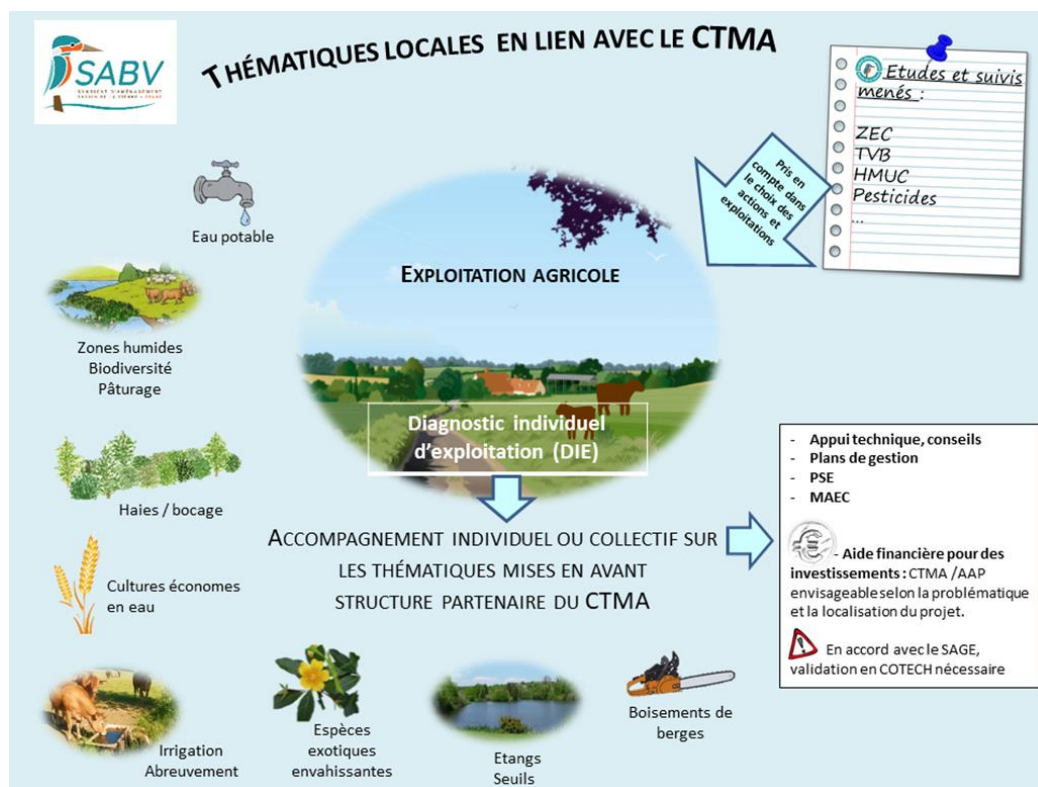 SABV
SYNDICAT D'AMÉNAGEMENT
THÉMATIQUES LOCALES EN LIEN AVEC LE CTMA
Etudes et suivis
menés :
ZEC
TVB
HMUC
Pesticides
...
Pris en
compte dans
le choix des
actions et
exploitations
Eau potable
EXPLOITATION AGRICOLE
Zones humides
Biodiversité
Pâturage
Diagnostic individuel
d'exploitation (DIE)
Haies / bocage
ACCOMPAGNEMENT INDIVIDUEL OU COLLECTIF SUR
LES THÉMATIQUES MISES EN AVANT
STRUCTURE PARTENAIRE DU CTMA
- Appui technique, conseils
- Plans de gestion
- PSE
- MAEC
€ - Aide financière pour des
investissements : CTMA /AAP
envisageable selon la problématique
et la localisation du projet.
! En accord avec le SAGE,
validation en COTECH nécessaire
Cultures économes
en eau
Irrigation
Abreuvement
Espèces
exotiques
envahissantes
Etangs
Seuils
Boisements de
berges